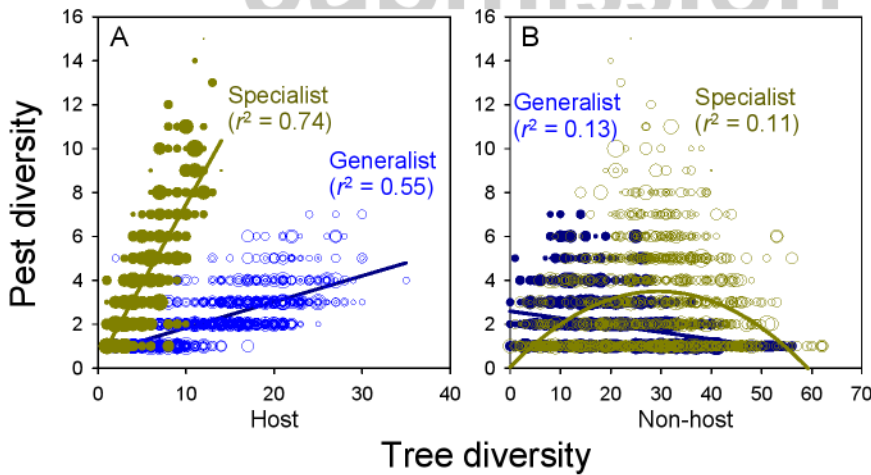 submission
A
B
Specialist
(r² = 0.74)
Generalist
(r² = 0.55)
Generalist
(r² = 0.13)
Specialist
(r² = 0.11)
Pest diversity
16
14
12
10
8
6
4
2
0
0 10 20 30 40
Host
16
14
12
10
8
6
4
2
0
0 10 20 30 40 50 60 70
Non-host
Tree diversity